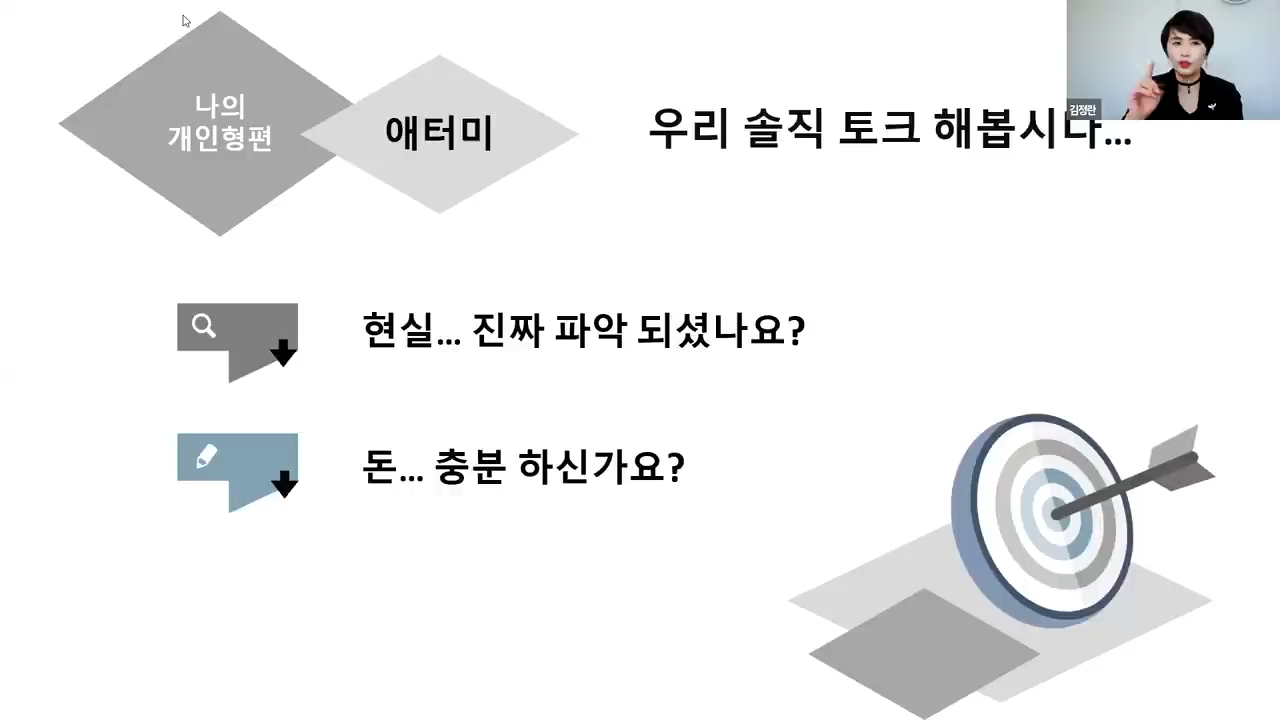 나의
개인형편
애터미
우리 솔직 토크 해봅시다...
김정란
현실... 진짜 파악 되셨나요?
돈... 충분 하신가요?